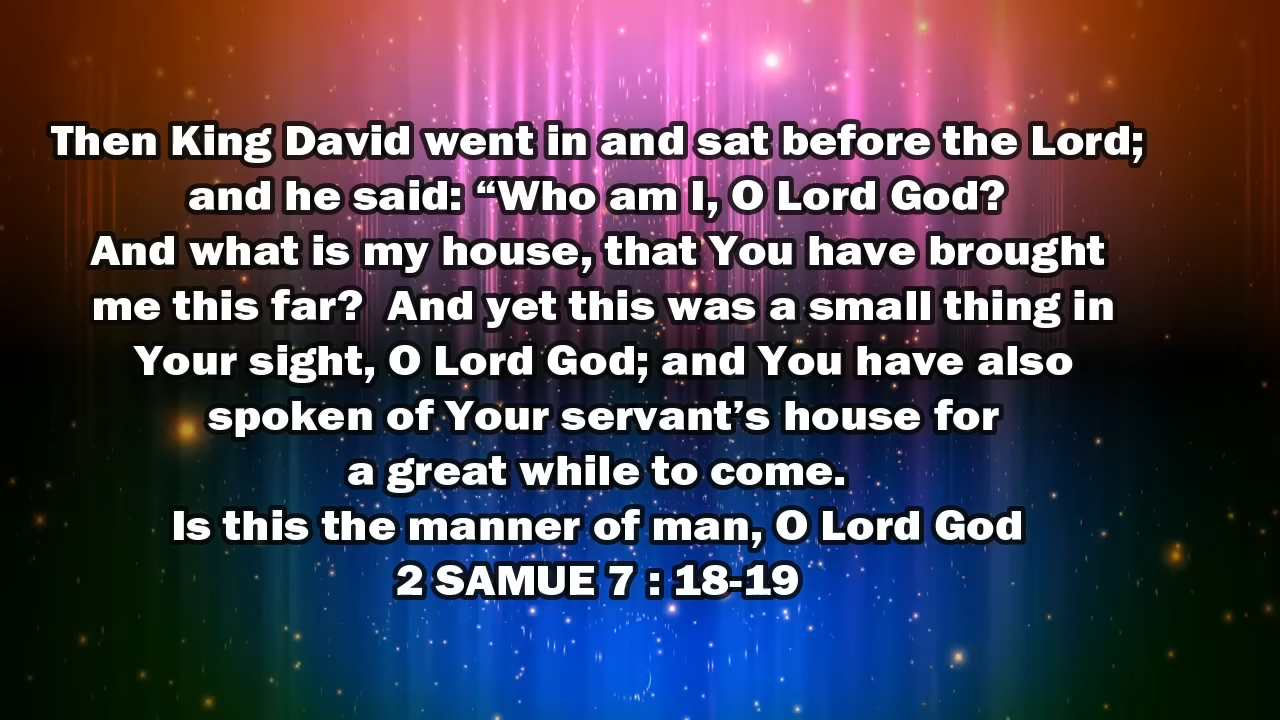 Then King David went in and sat before the Lord;
and he said: “Who am I, O Lord God?
And what is my house, that You have brought
me this far?  And yet this was a small thing in
Your sight, O Lord God; and You have also
spoken of Your servant’s house for
a great while to come.
Is this the manner of man, O Lord God
2 SAMUE 7 : 18-19